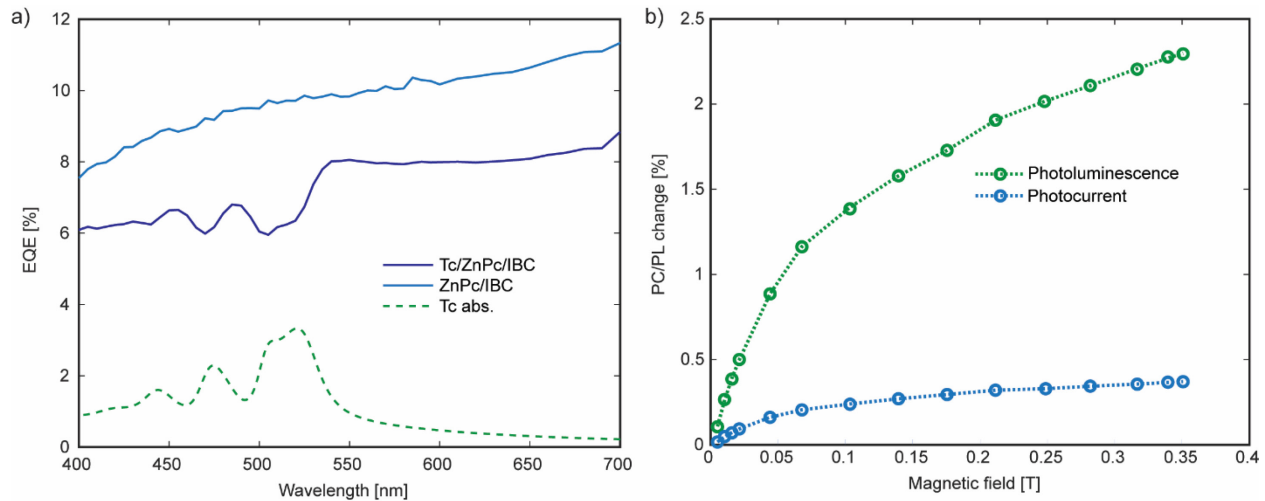 a)
12
10
8
6
4
2
0
EQE [%]
Tc/ZnPc/IBC
ZnPc/IBC
Tc abs.
400
450
500
550
600
650
700
Wavelength [nm]
b)
2.5
2
1.5
1
0.5
0
PC/PL change [%]
Photoluminescence
Photocurrent
0
0.05
0.1
0.15
0.2
0.25
0.3
0.35
0.4
Magnetic field [T]